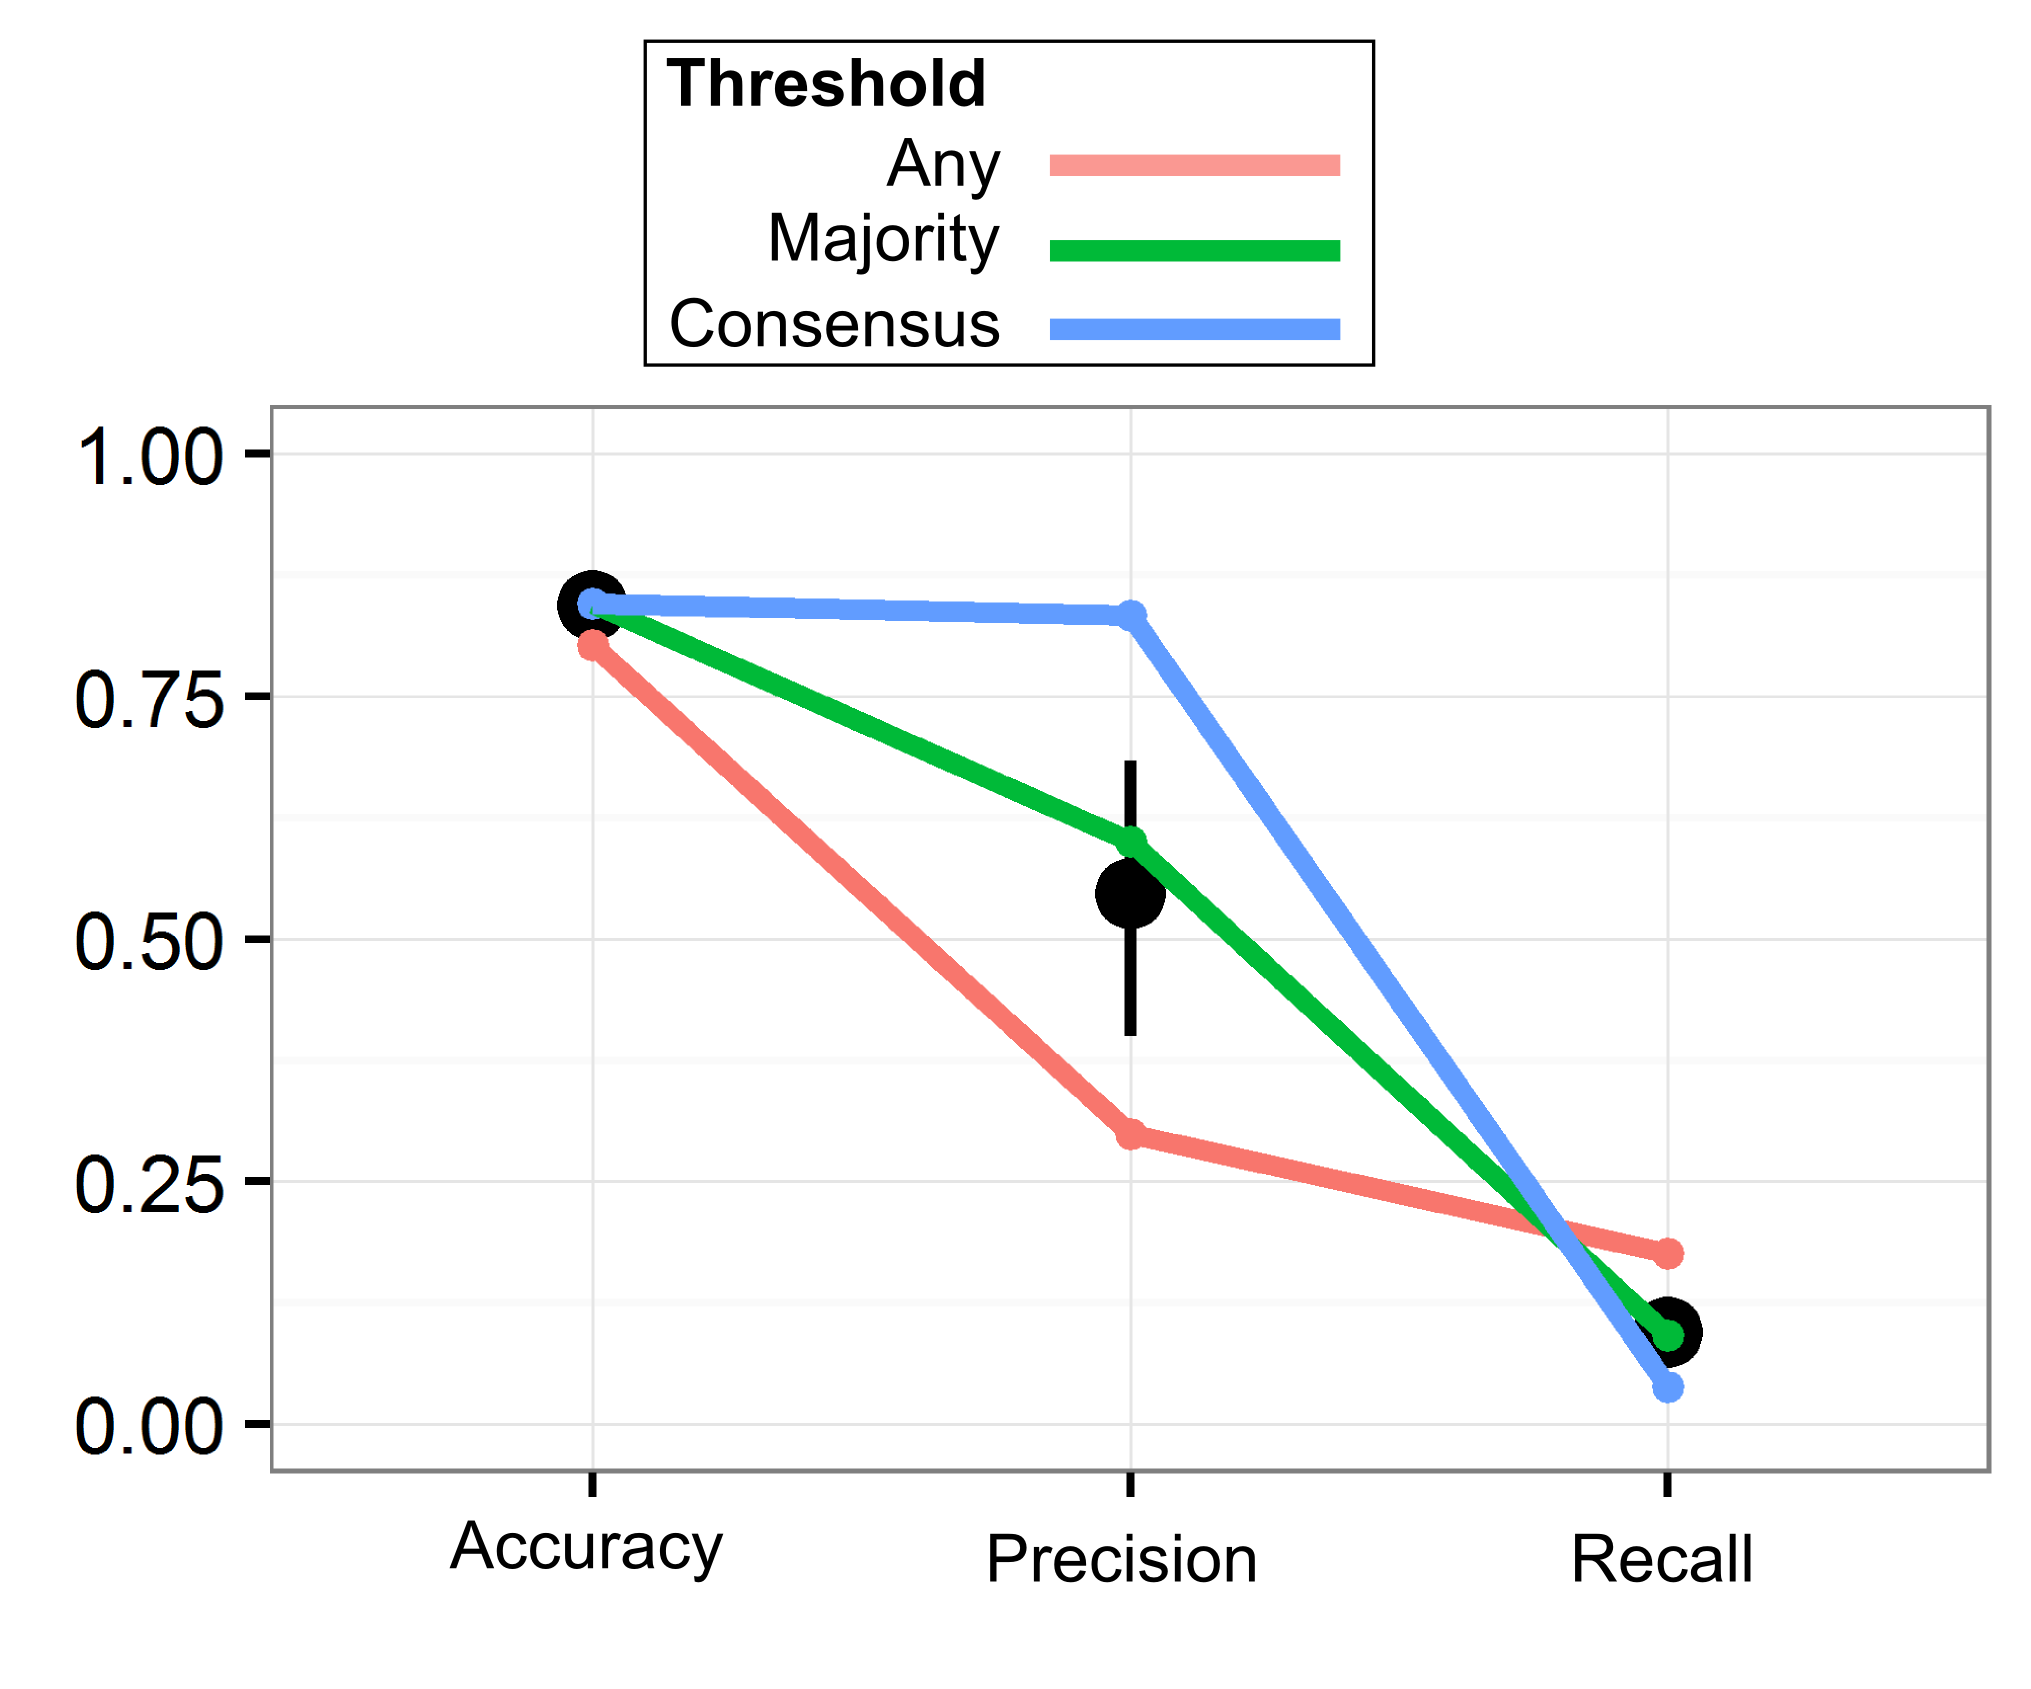 Threshold
Any
Majority
Consensus
1.00
0.75
0.50
0.25
0.00
Accuracy Precision Recall